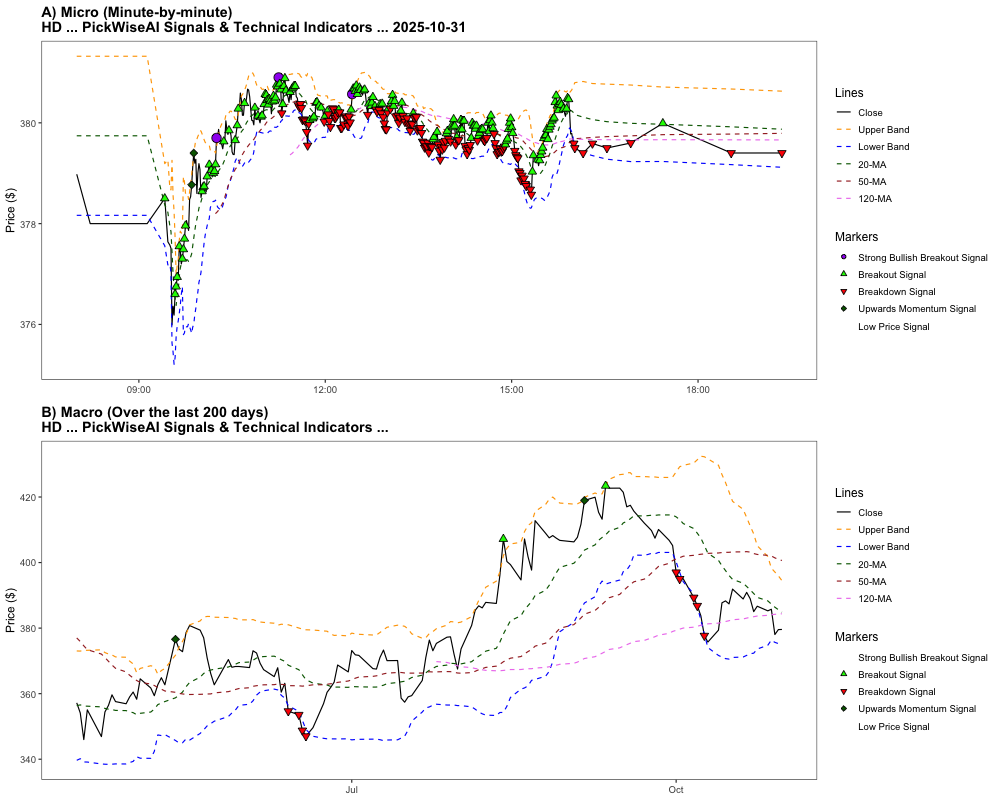 A) Micro (Minute-by-minute)
HD ... PickWiseAI Signals & Technical Indicators ... 2025-10-31
Price ($)
380
378
376
09:00
12:00
15:00
18:00
Lines
Close
Upper Band
Lower Band
20-MA
50-MA
120-MA
Markers
Strong Bullish Breakout Signal
Breakout Signal
Breakdown Signal
Upwards Momentum Signal
Low Price Signal
B) Macro (Over the last 200 days)
HD ... PickWiseAI Signals & Technical Indicators ...
Price ($)
420
400
380
360
340
Jul
Oct
Lines
Close
Upper Band
Lower Band
20-MA
50-MA
120-MA
Markers
Strong Bullish Breakout Signal
Breakout Signal
Breakdown Signal
Upwards Momentum Signal
Low Price Signal